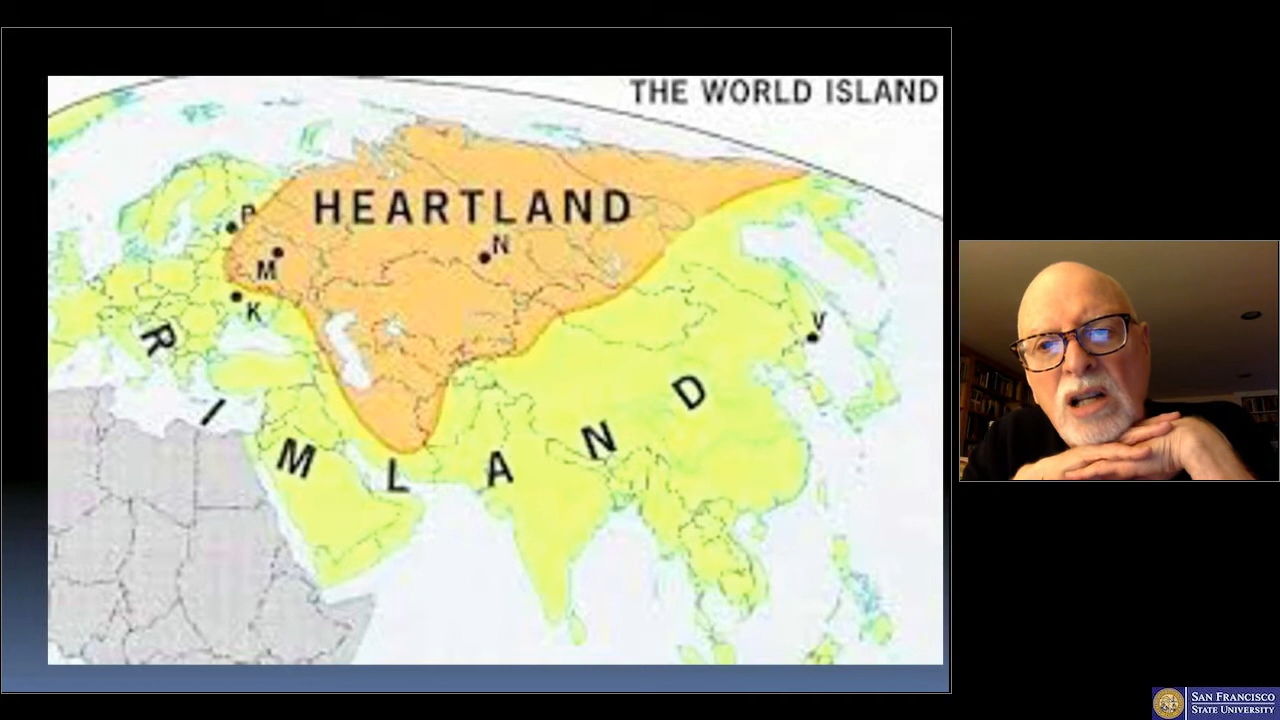 THE WORLD ISLAND
HEARTLAND
P
N
M
K
V
RIMLAND
SAN FRANCISCO
STATE UNIVERSITY